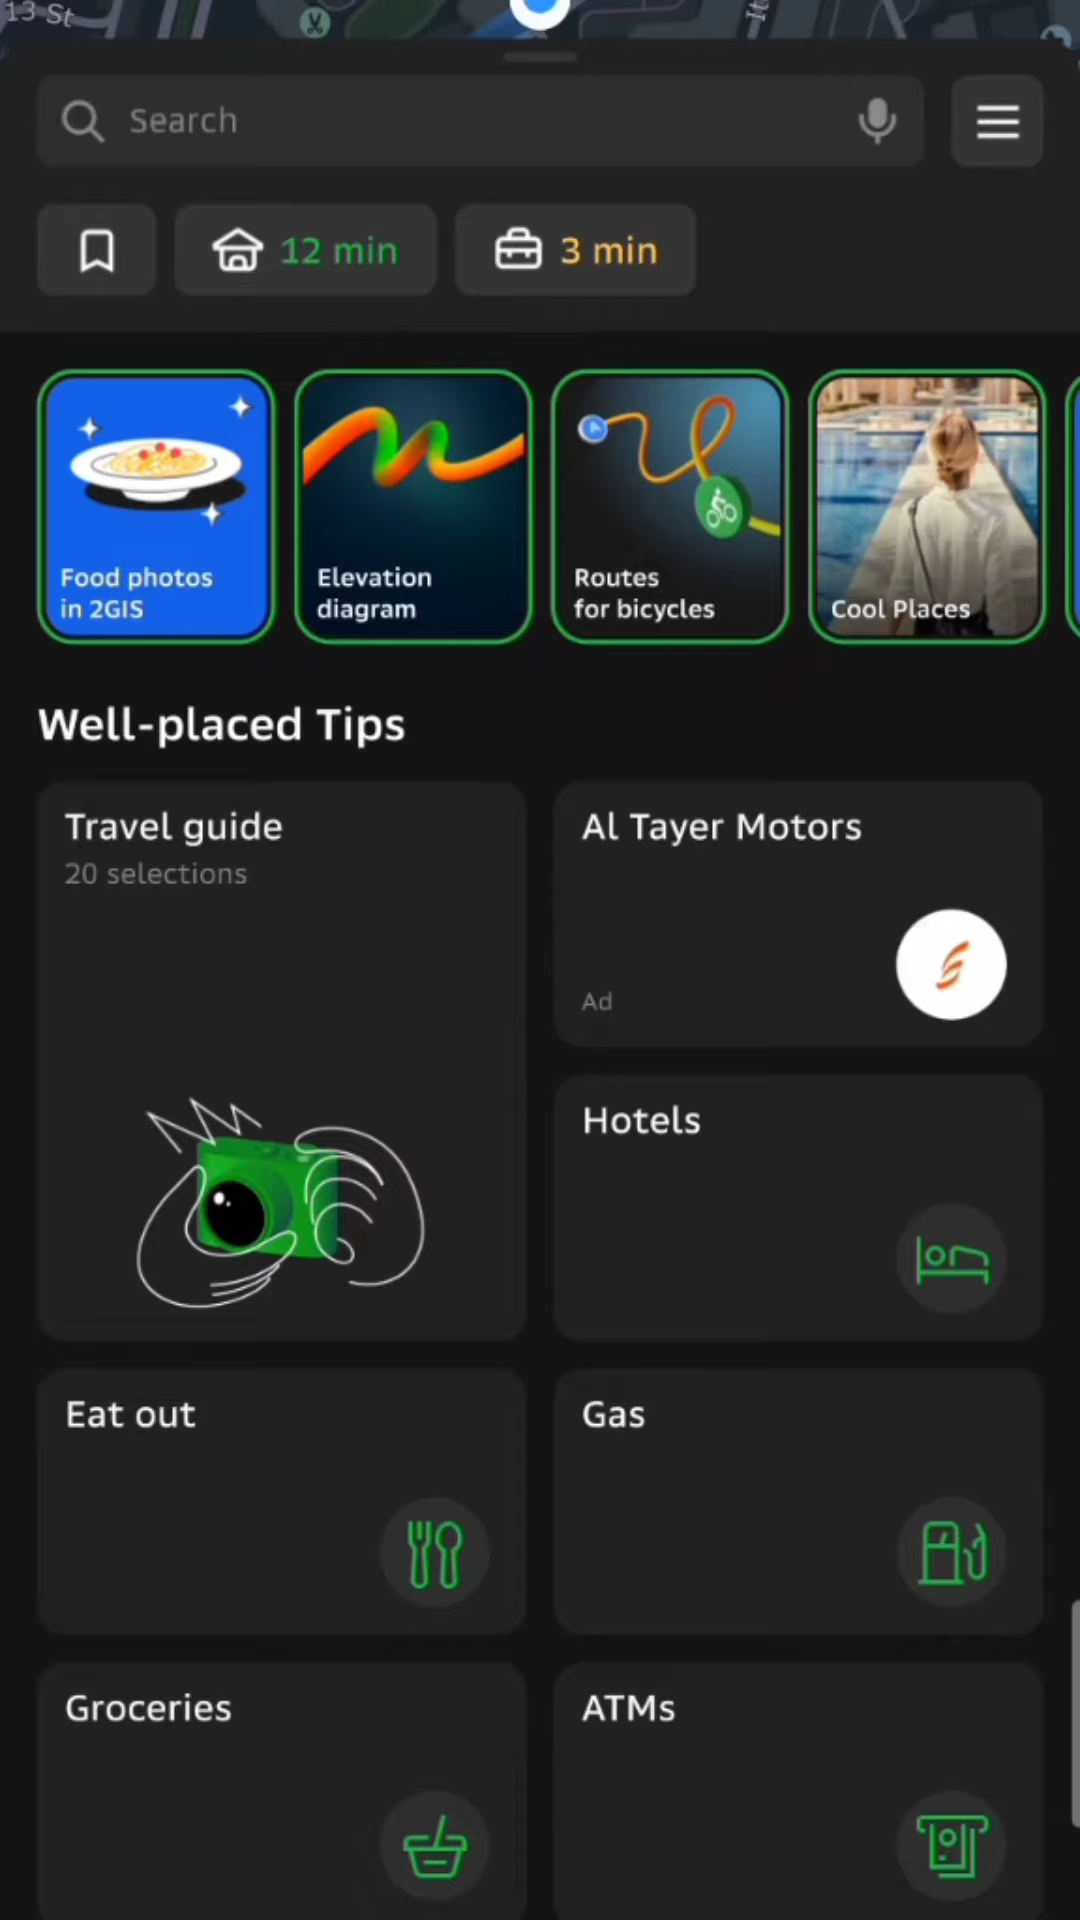 13 St
Search
12 min
3 min
Food photos
in 2GIS
Elevation
diagram
Routes
for bicycles
Cool Places
Well-placed Tips
Travel guide
20 selections
Al Tayer Motors
Ad
Hotels
Eat out
Gas
Groceries
ATMs